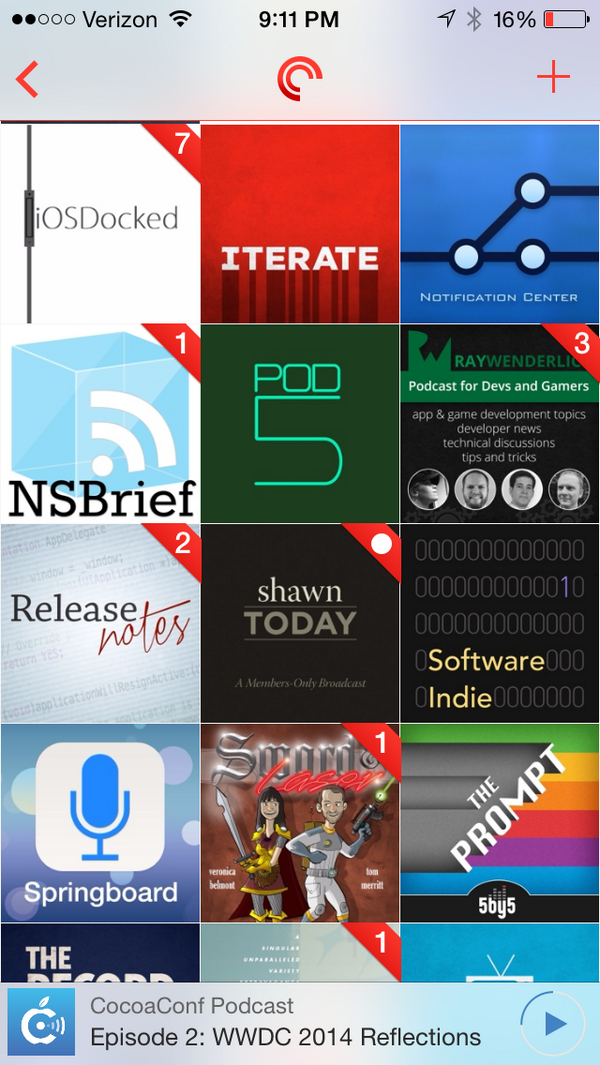 Verizon 9:11 PM 16%
7
iOSDocked
ITERATE
NOTIFICATION CENTER
1
NSBrief
POD
5
3
RW RAYWENDERLIC
Podcast for Devs and Gamers
app & game development topics
developer news
technical discussions
tips and tricks
2
Release
notes
shawn
TODAY
A Members-Only Broadcast
0000000000000
0000000000010
0000000000000
0Software000
0Indie0000000
Springboard
1
Sword &
Laser
veronica
belmont
tom
merritt
THE
PROMPT
5by5
THE
RECORD
1
A
SINGULAR
UNPARALLELED
VARIETY
CocoaConf Podcast
Episode 2: WWDC 2014 Reflections